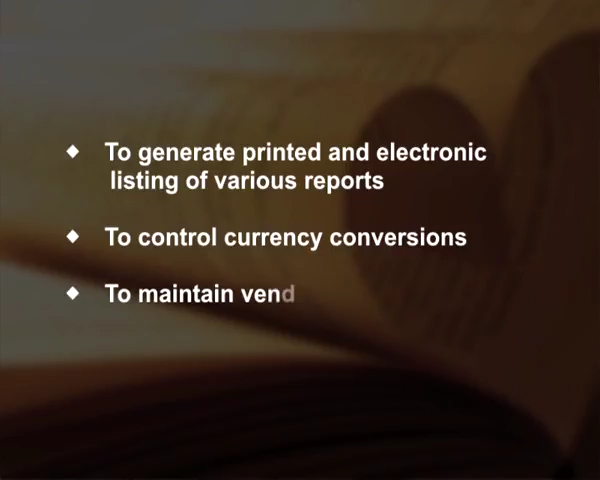 ◆ To generate printed and electronic
listing of various reports
◆ To control currency conversions
◆ To maintain vend